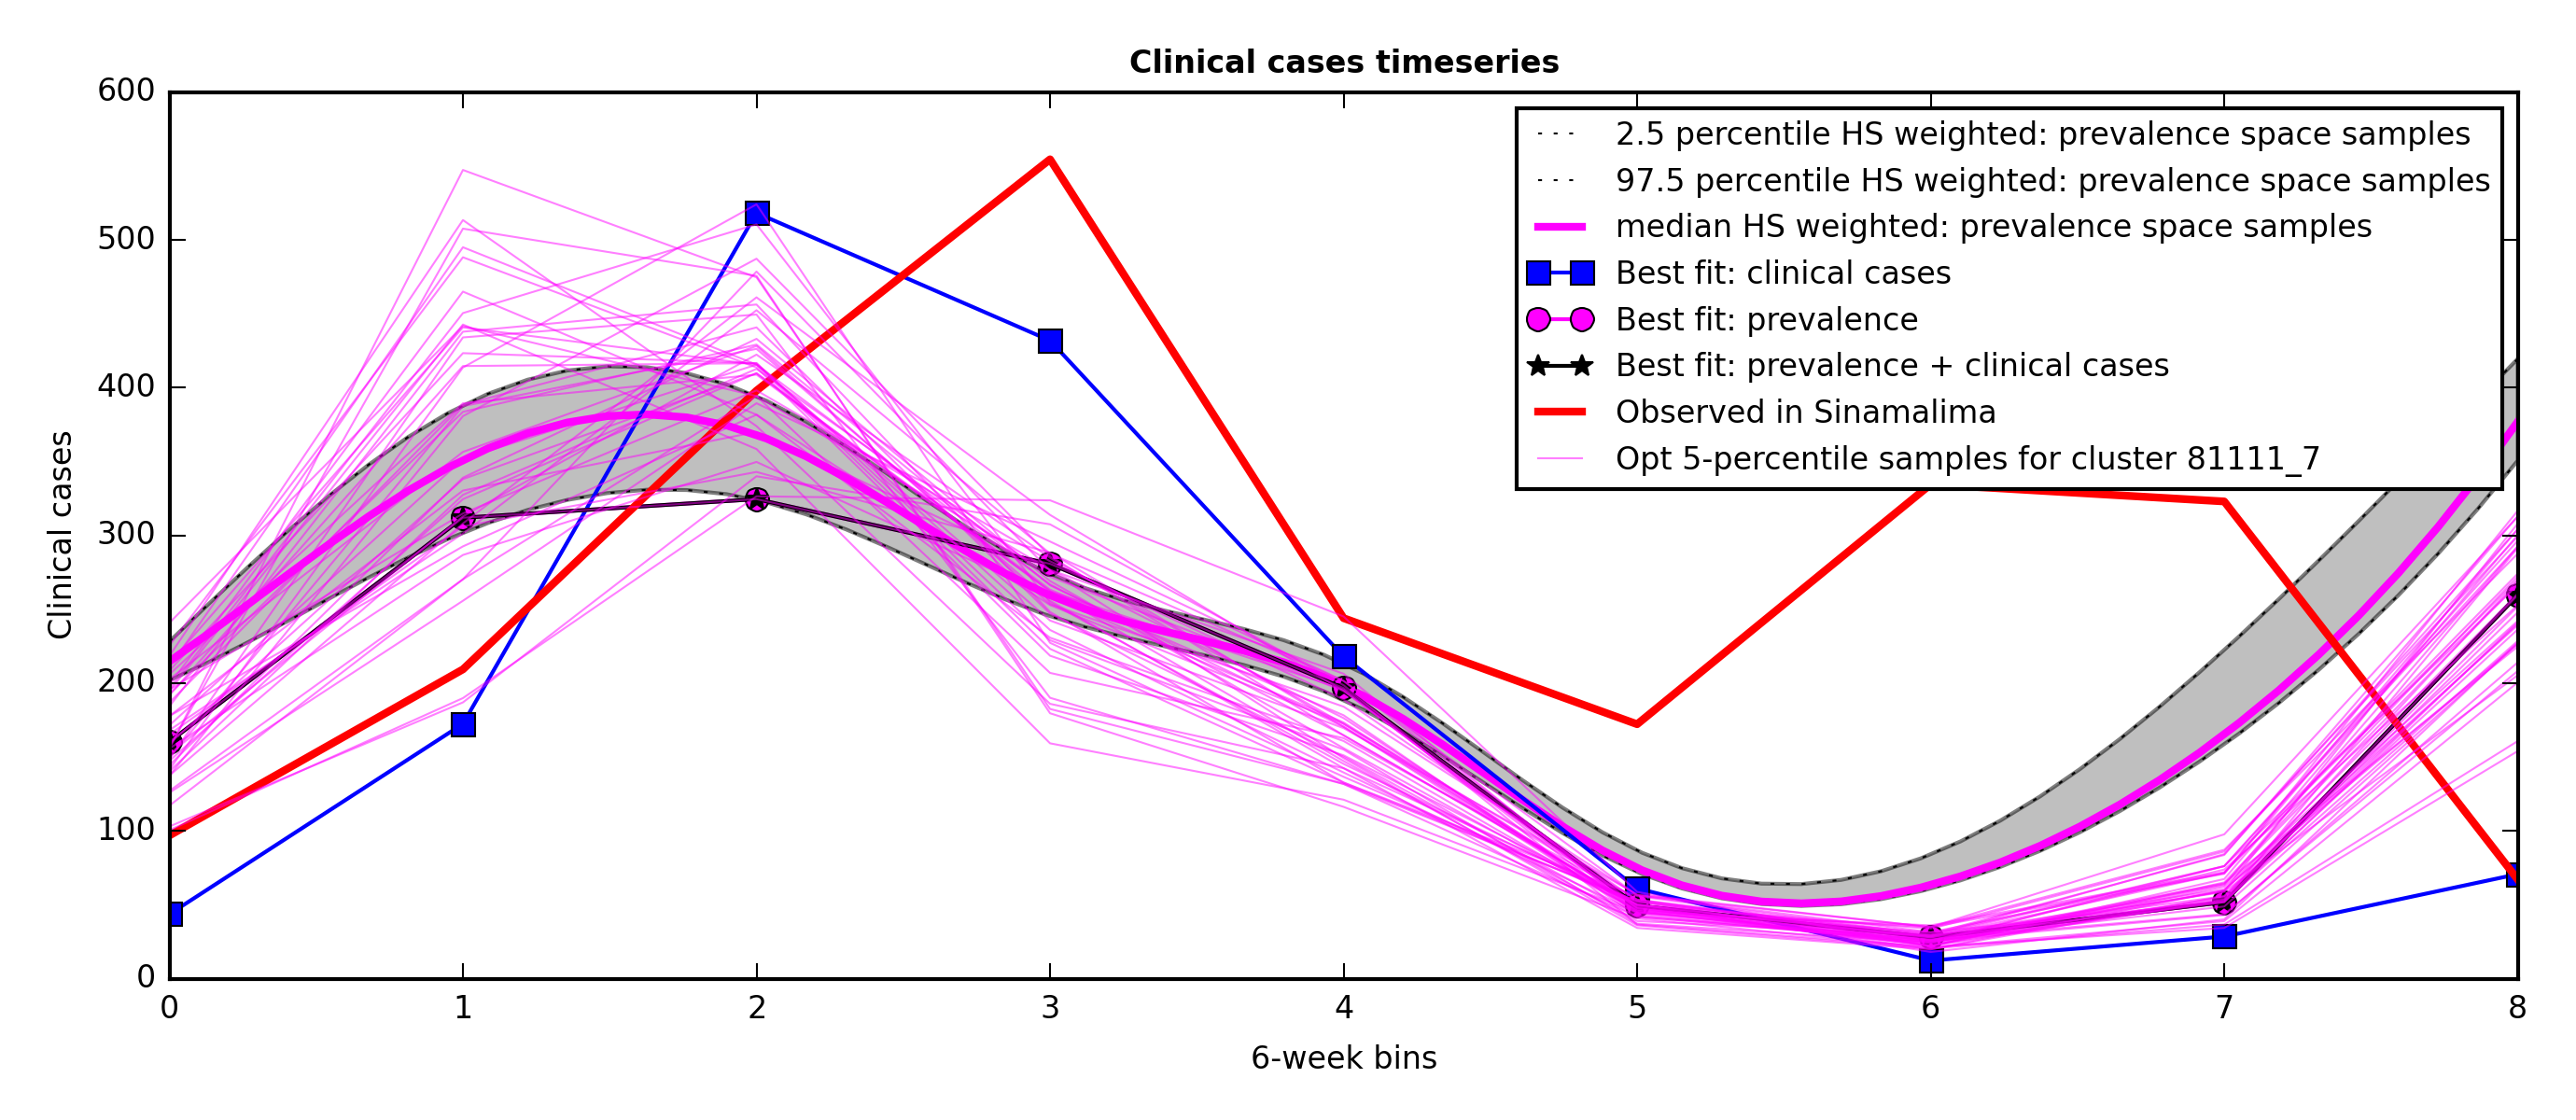 Clinical cases timeseries
600
500
400
300
200
100
0
Clinical cases
2.5 percentile HS weighted: prevalence space samples
97.5 percentile HS weighted: prevalence space samples
median HS weighted: prevalence space samples
Best fit: clinical cases
Best fit: prevalence
Best fit: prevalence + clinical cases
Observed in Sinamalima
Opt 5-percentile samples for cluster 81111_7
0 1 2 3 4 5 6 7 8
6-week bins